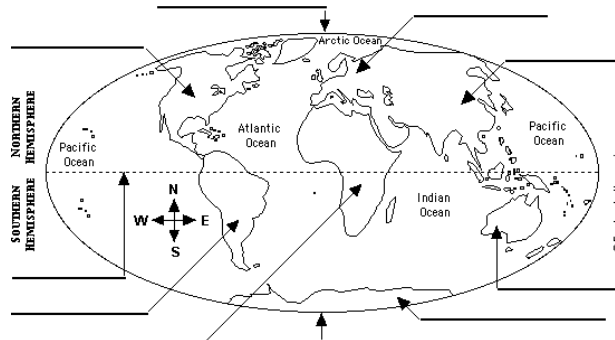 Arctic Ocean
NORTHERN
HEMISPHERE
Pacific
Ocean
Atlantic
Ocean
Pacific
Ocean
SOUTHERN
HEMISPHERE
N
W E
S
Indian
Ocean